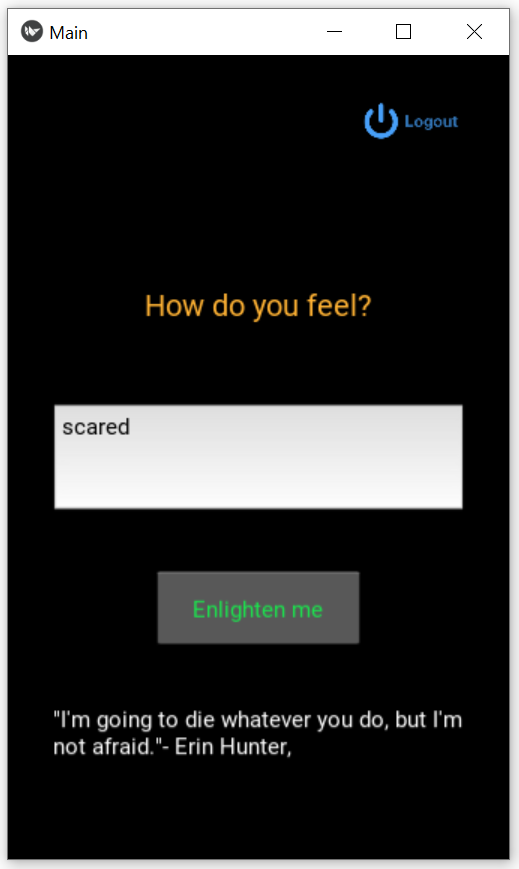 Main
Logout
How do you feel?
scared
Enlighten me
"I'm going to die whatever you do, but I'm
not afraid."- Erin Hunter,